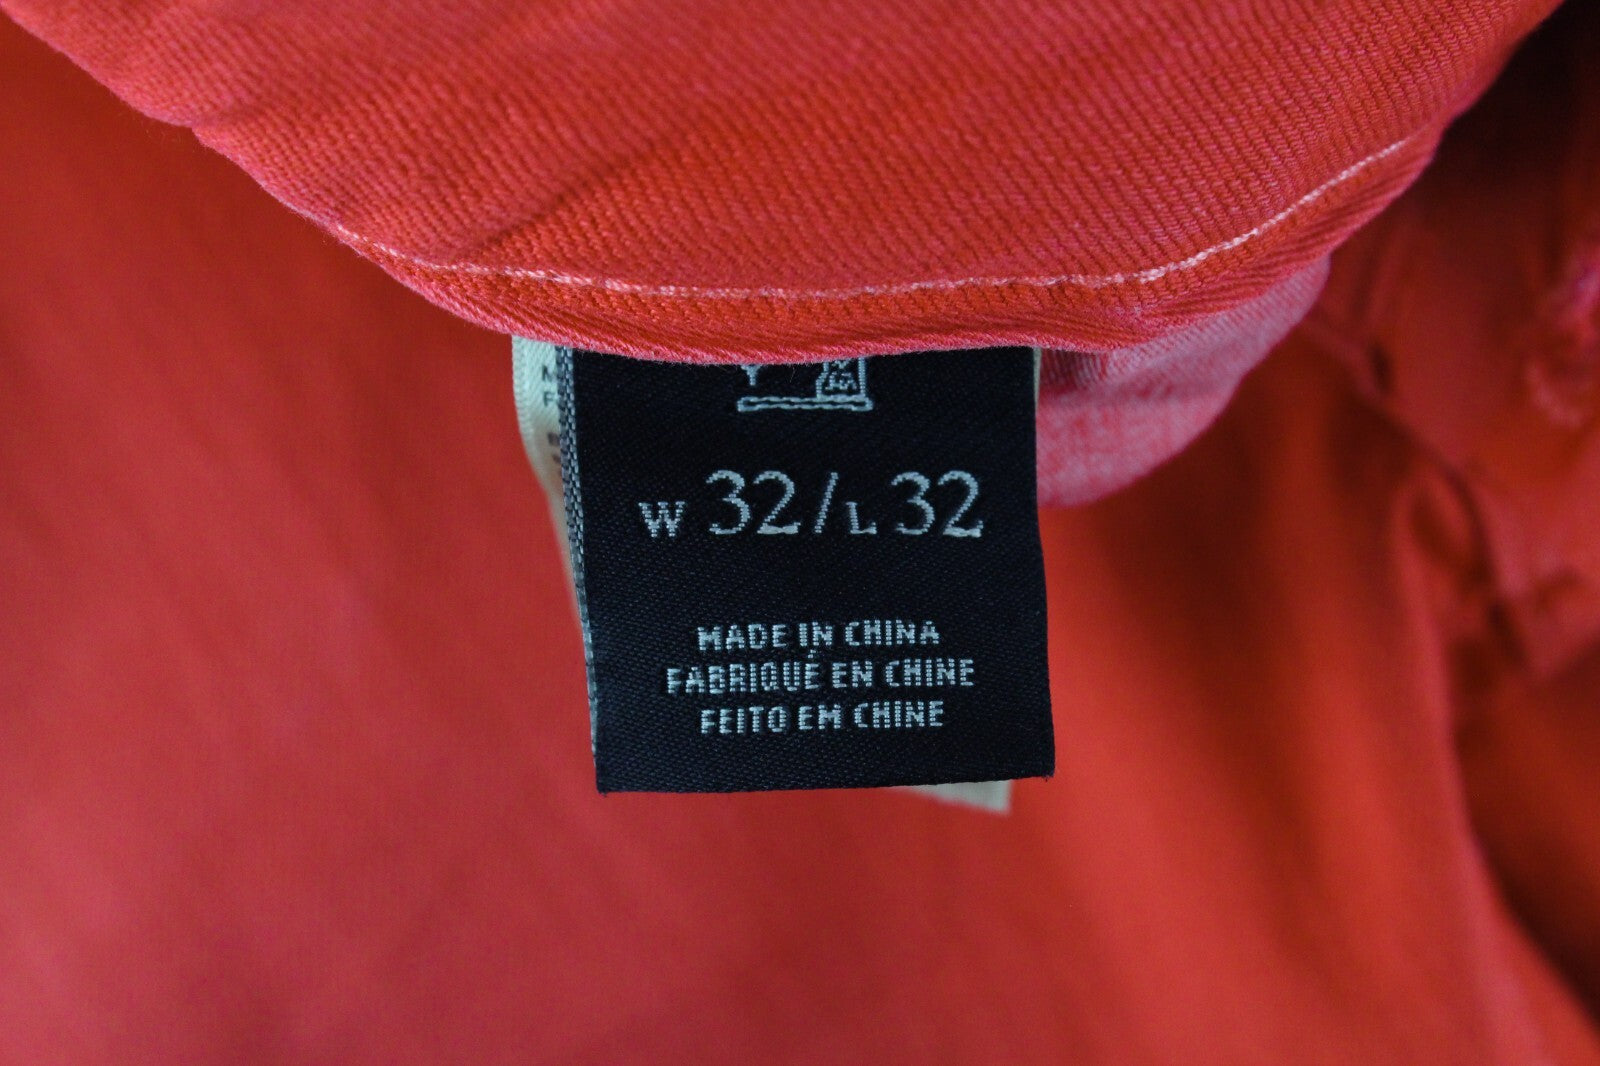 W 32/L 32
MADE IN CHINA
FABRIQUÉ EN CHINE
FEITO EM CHINE